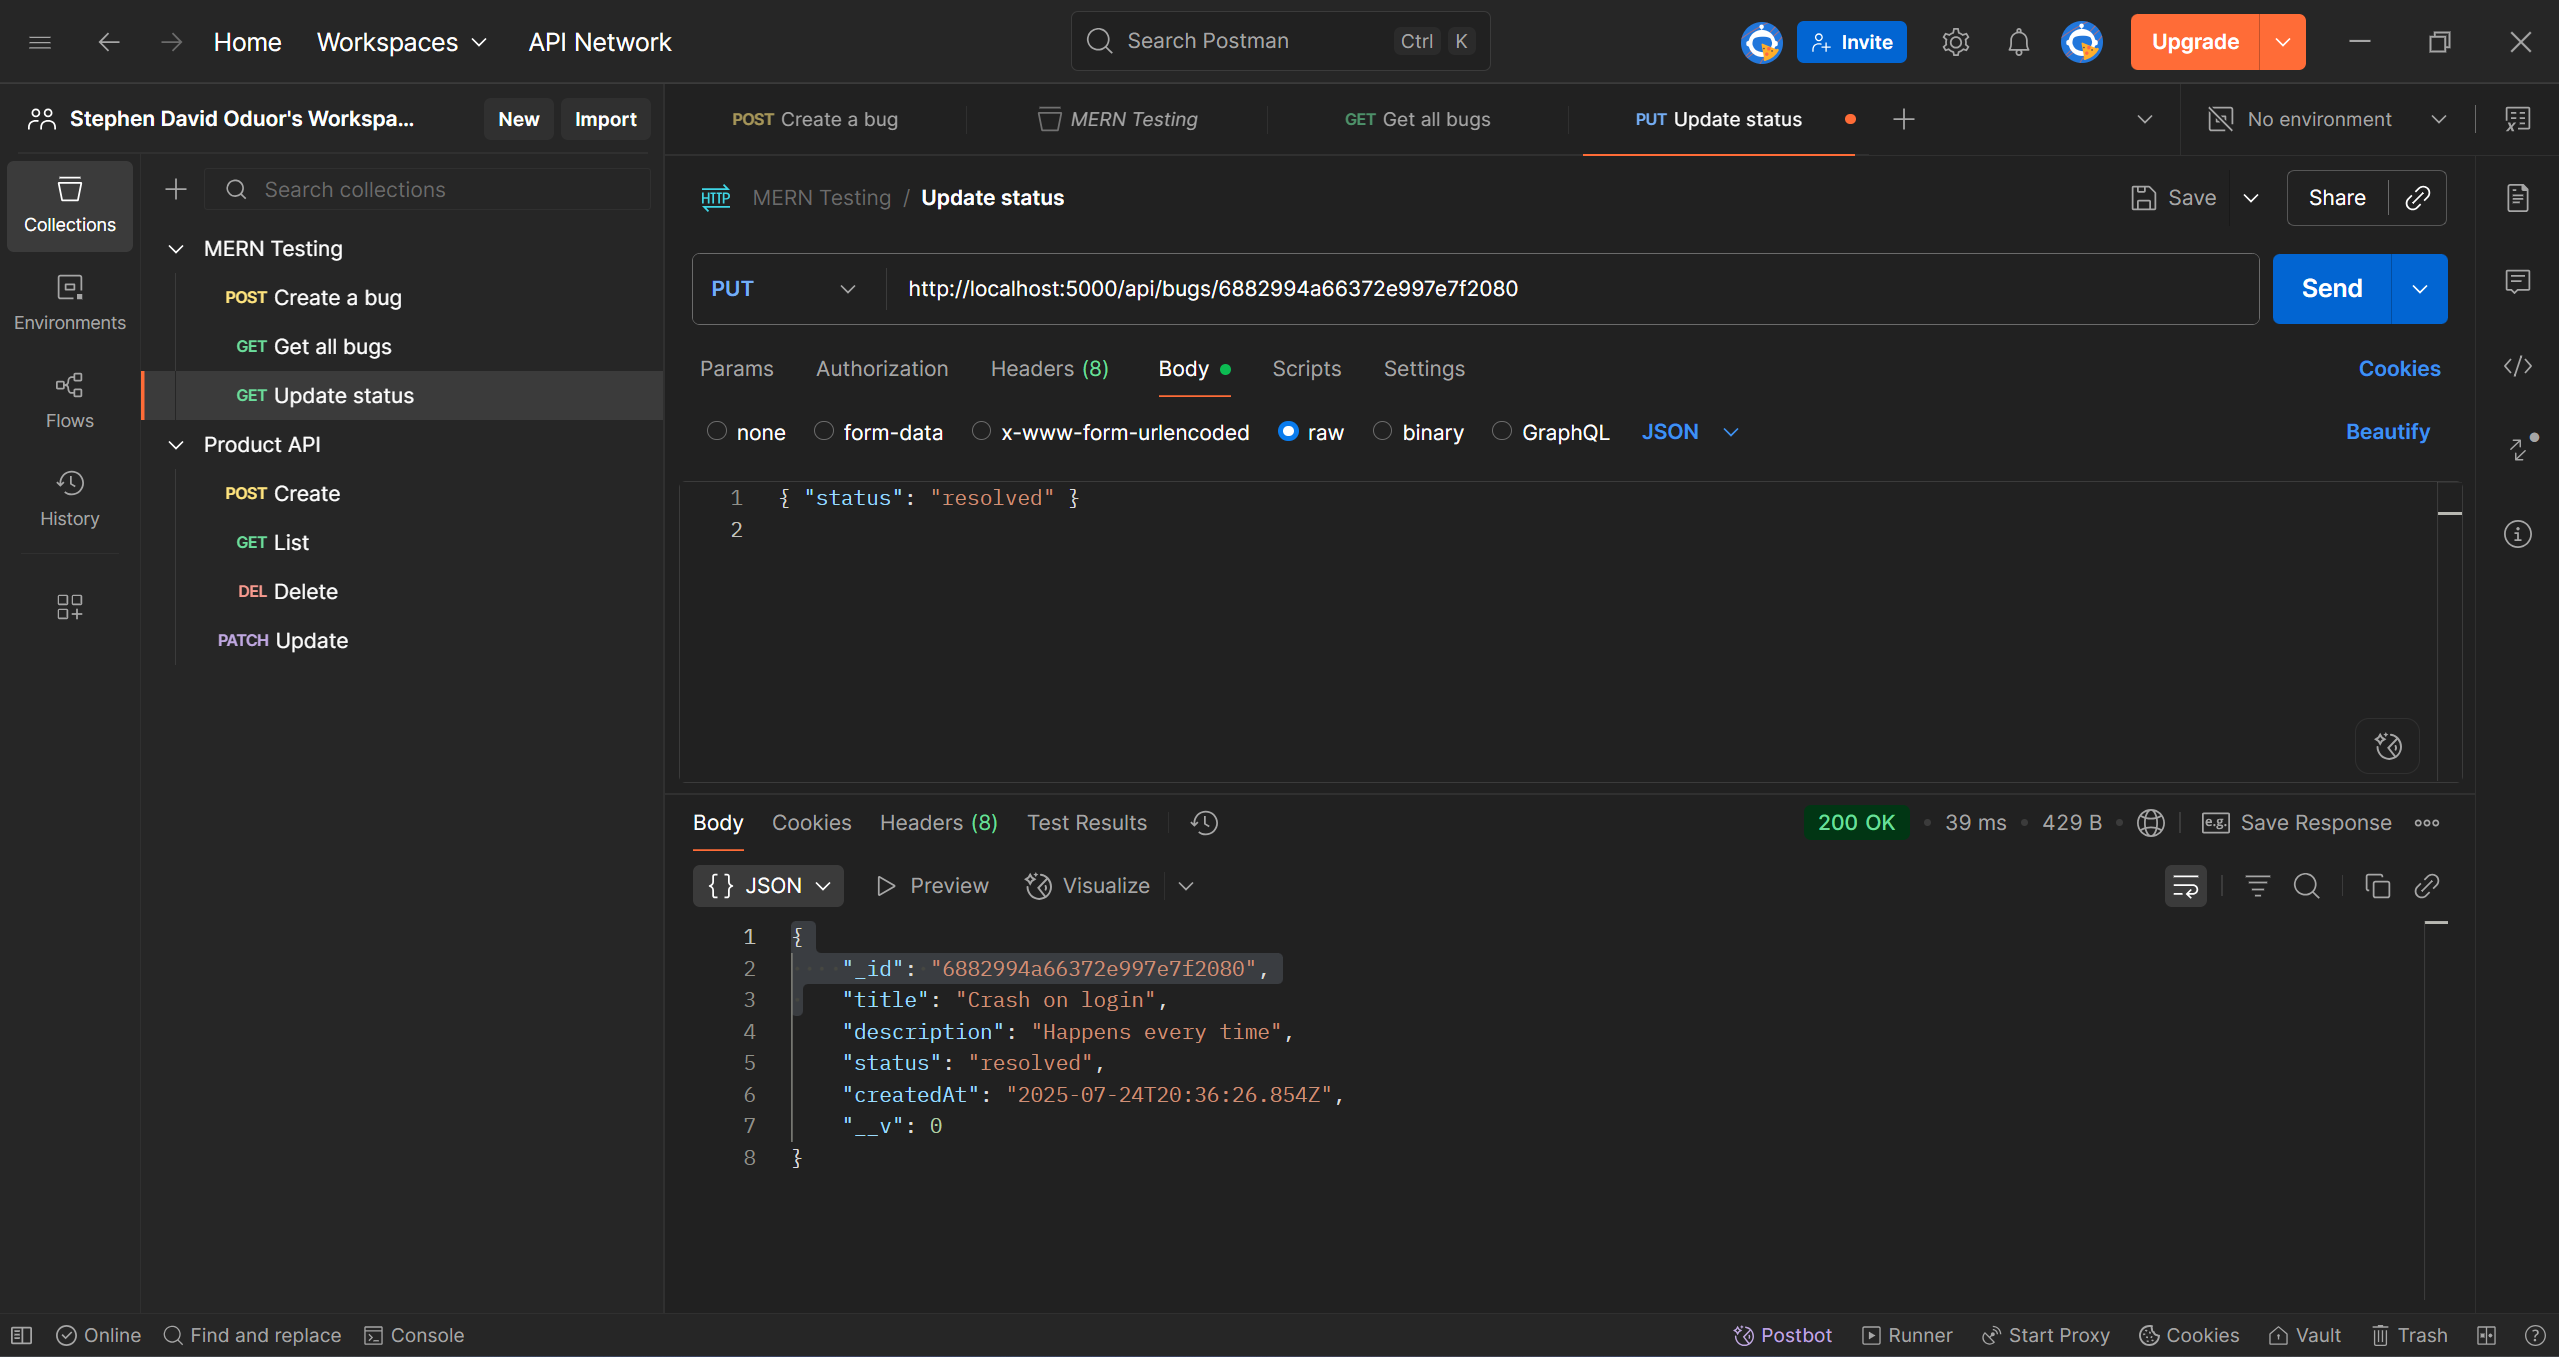 Home Workspaces API Network
Search Postman Ctrl K
Invite
Upgrade
Stephen David Oduor's Workspa... New Import
POST Create a bug
MERN Testing
GET Get all bugs
PUT Update status
No environment
Collections
Environments
Flows
History
Search collections
MERN Testing
POST Create a bug
GET Get all bugs
GET Update status
Product API
POST Create
GET List
DEL Delete
PATCH Update
HTTP MERN Testing / Update status
Save Share
PUT http://localhost:5000/api/bugs/6882994a66372e997e7f2080 Send
Params Authorization Headers (8) Body Scripts Settings Cookies
none form-data x-www-form-urlencoded raw binary GraphQL JSON Beautify
1 { "status": "resolved" }
2
Body Cookies Headers (8) Test Results
200 OK • 39 ms • 429 B • e.g. Save Response
{} JSON Preview Visualize
1 {
2 "_id": "6882994a66372e997e7f2080",
3 "title": "Crash on login",
4 "description": "Happens every time",
5 "status": "resolved",
6 "createdAt": "2025-07-24T20:36:26.854Z",
7 "__v": 0
8 }
Online Find and replace Console
Postbot Runner Start Proxy Cookies Vault Trash